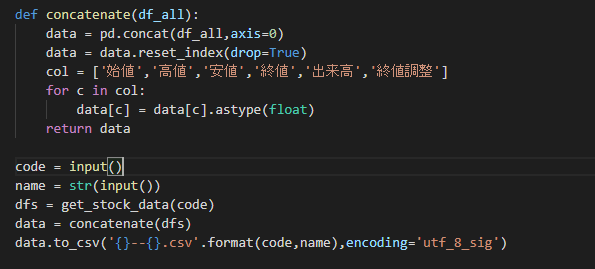 def concatenate(df_all):
data = pd.concat(df_all,axis=0)
data = data.reset_index(drop=True)
col = ['始値','高値','安値','終値','出来高','終値調整']
for c in col:
data[c] = data[c].astype(float)
return data
code = input()
name = str(input())
dfs = get_stock_data(code)
data = concatenate(dfs)
data.to_csv('{}--{}.csv'.format(code,name),encoding='utf_8_sig')